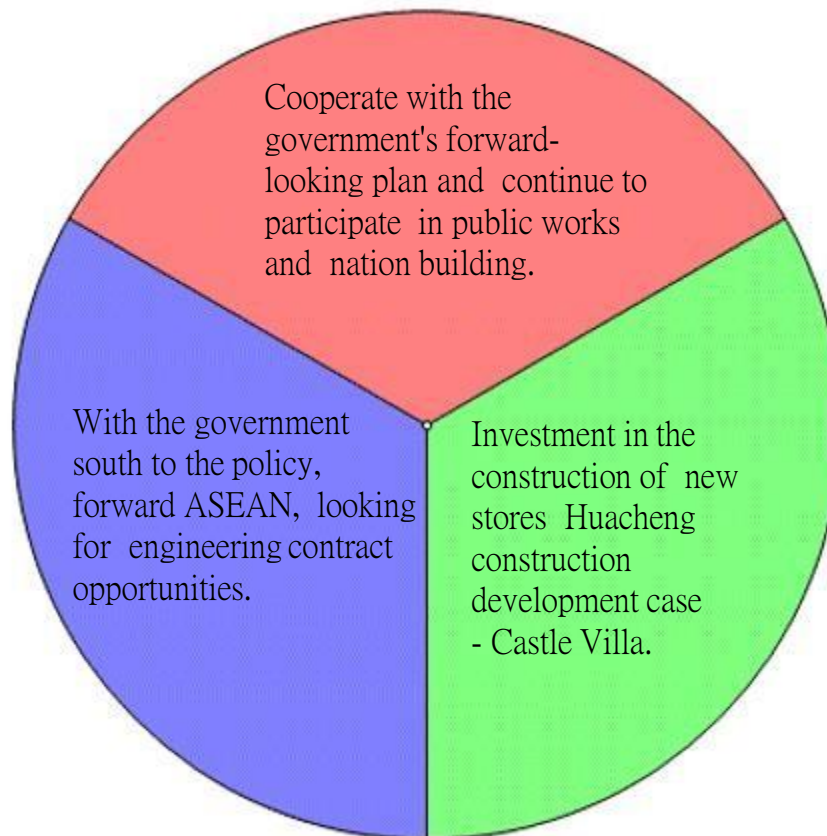 Cooperate with the
government's forward-
looking plan and continue to
participate in public works
and nation building.
With the government
south to the policy,
forward ASEAN, looking
for engineering contract
opportunities.
Investment in the
construction of new
stores Huacheng
construction
development case
- Castle Villa.